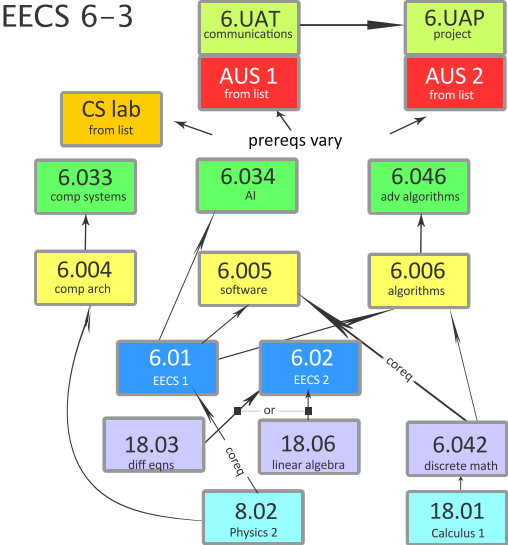 EECS 6-3
6.UAT
communications
6.UAP
project
AUS 1
from list
AUS 2
from list
CS lab
from list
prereqs vary
6.033
comp systems
6.034
AI
6.046
adv algorithms
6.004
comp arch
6.005
software
6.006
algorithms
6.01
EECS 1
6.02
EECS 2
coreq
or
18.03
diff eqns
18.06
linear algebra
6.042
discrete math
coreq
8.02
Physics 2
18.01
Calculus 1